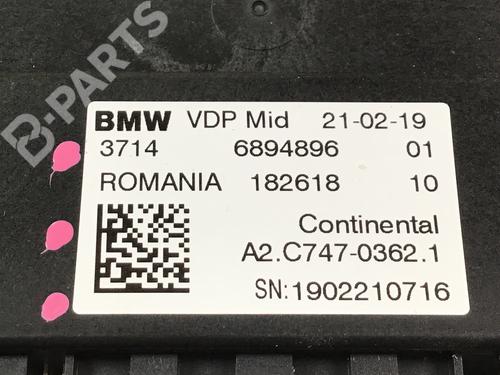 B-PARTS
BMW VDP Mid 21-02-19
3714 6894896 01
ROMANIA 182618 10
Continental
A2.C747-0362.1
SN:1902210716